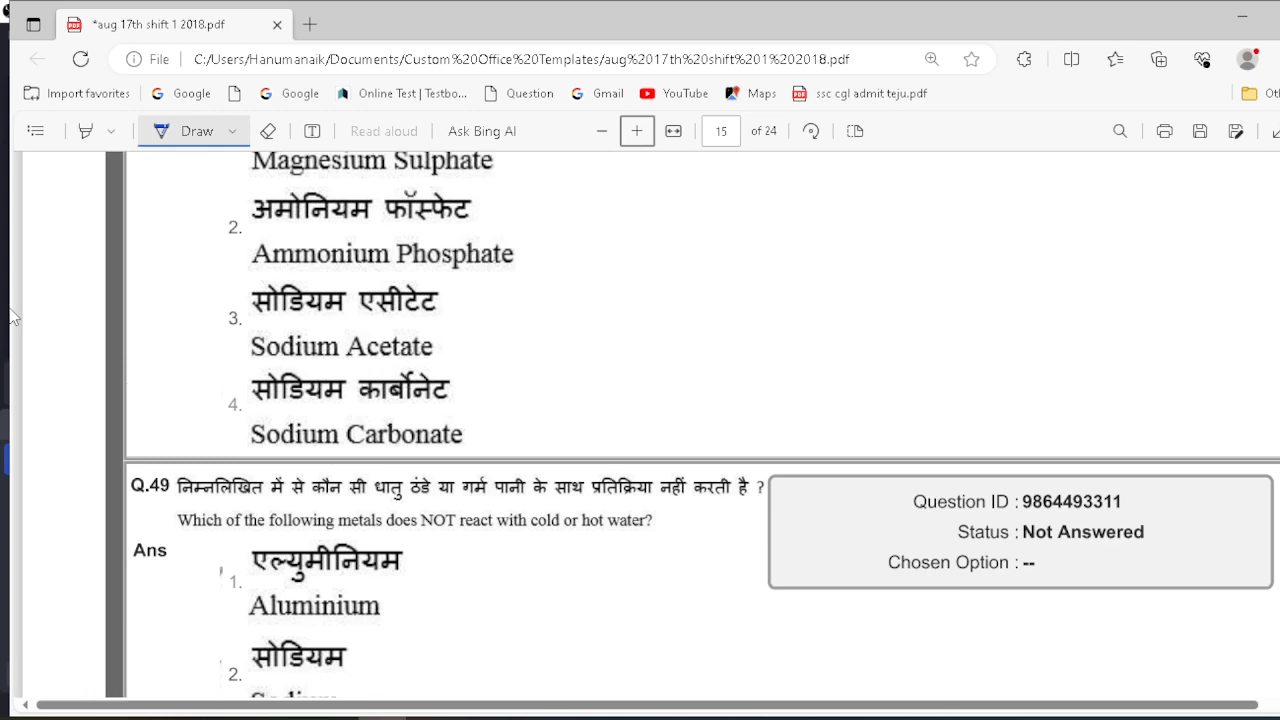 *aug 17th shift 1 2018.pdf
File C:/Users/Hanumanaik/Documents/Custom%20Office%20Templates/aug%2017th%20shift%201%202018.pdf
Import favorites Google Google Online Test | Testbo... Question Gmail YouTube Maps ssc cgl admit teju.pdf
Draw Read aloud Ask Bing AI 15 of 24
Magnesium Sulphate
अमोनियम फॉस्फेट
2.
Ammonium Phosphate
सोडियम एसीटेट
3.
Sodium Acetate
सोडियम कार्बोनेट
4.
Sodium Carbonate
Q.49 निम्नलिखित में से कौन सी धातु ठंडे या गर्म पानी के साथ प्रतिक्रिया नहीं करती है ?
Which of the following metals does NOT react with cold or hot water?
Question ID : 9864493311
Status : Not Answered
Chosen Option : --
Ans
एल्युमीनियम
1.
Aluminium
सोडियम
2.